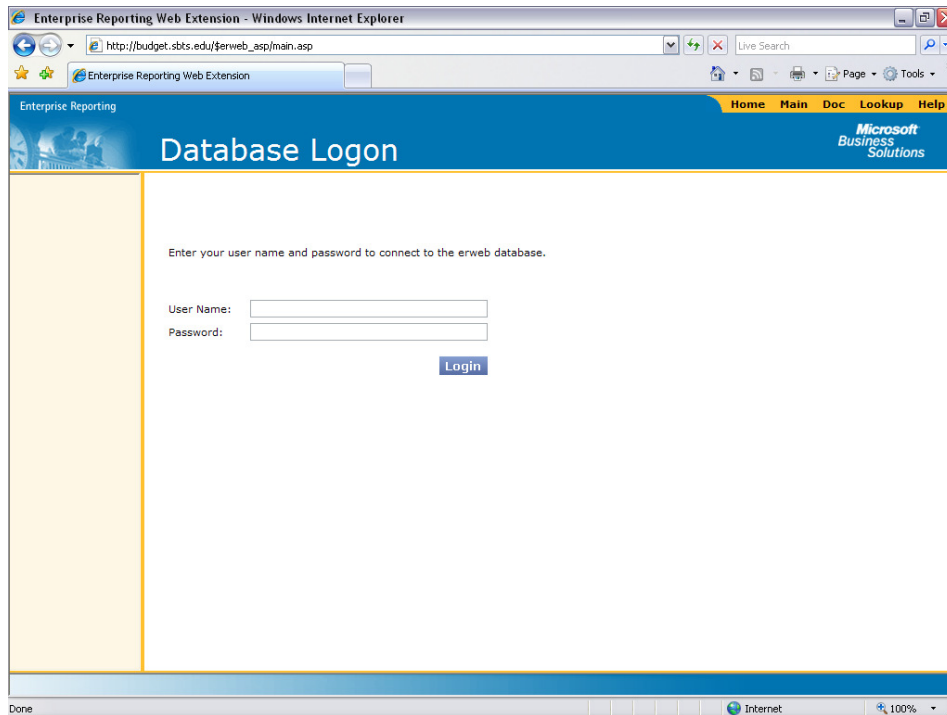 Enterprise Reporting Web Extension - Windows Internet Explorer
http://budget.sbts.edu/$erweb_asp/main.asp
Live Search
Enterprise Reporting Web Extension
Page
Tools
Enterprise Reporting
Home Main Doc Lookup Help
Database Logon
Microsoft
Business
Solutions
Enter your user name and password to connect to the erweb database.
User Name:
Password:
Login
Done
Internet
100%